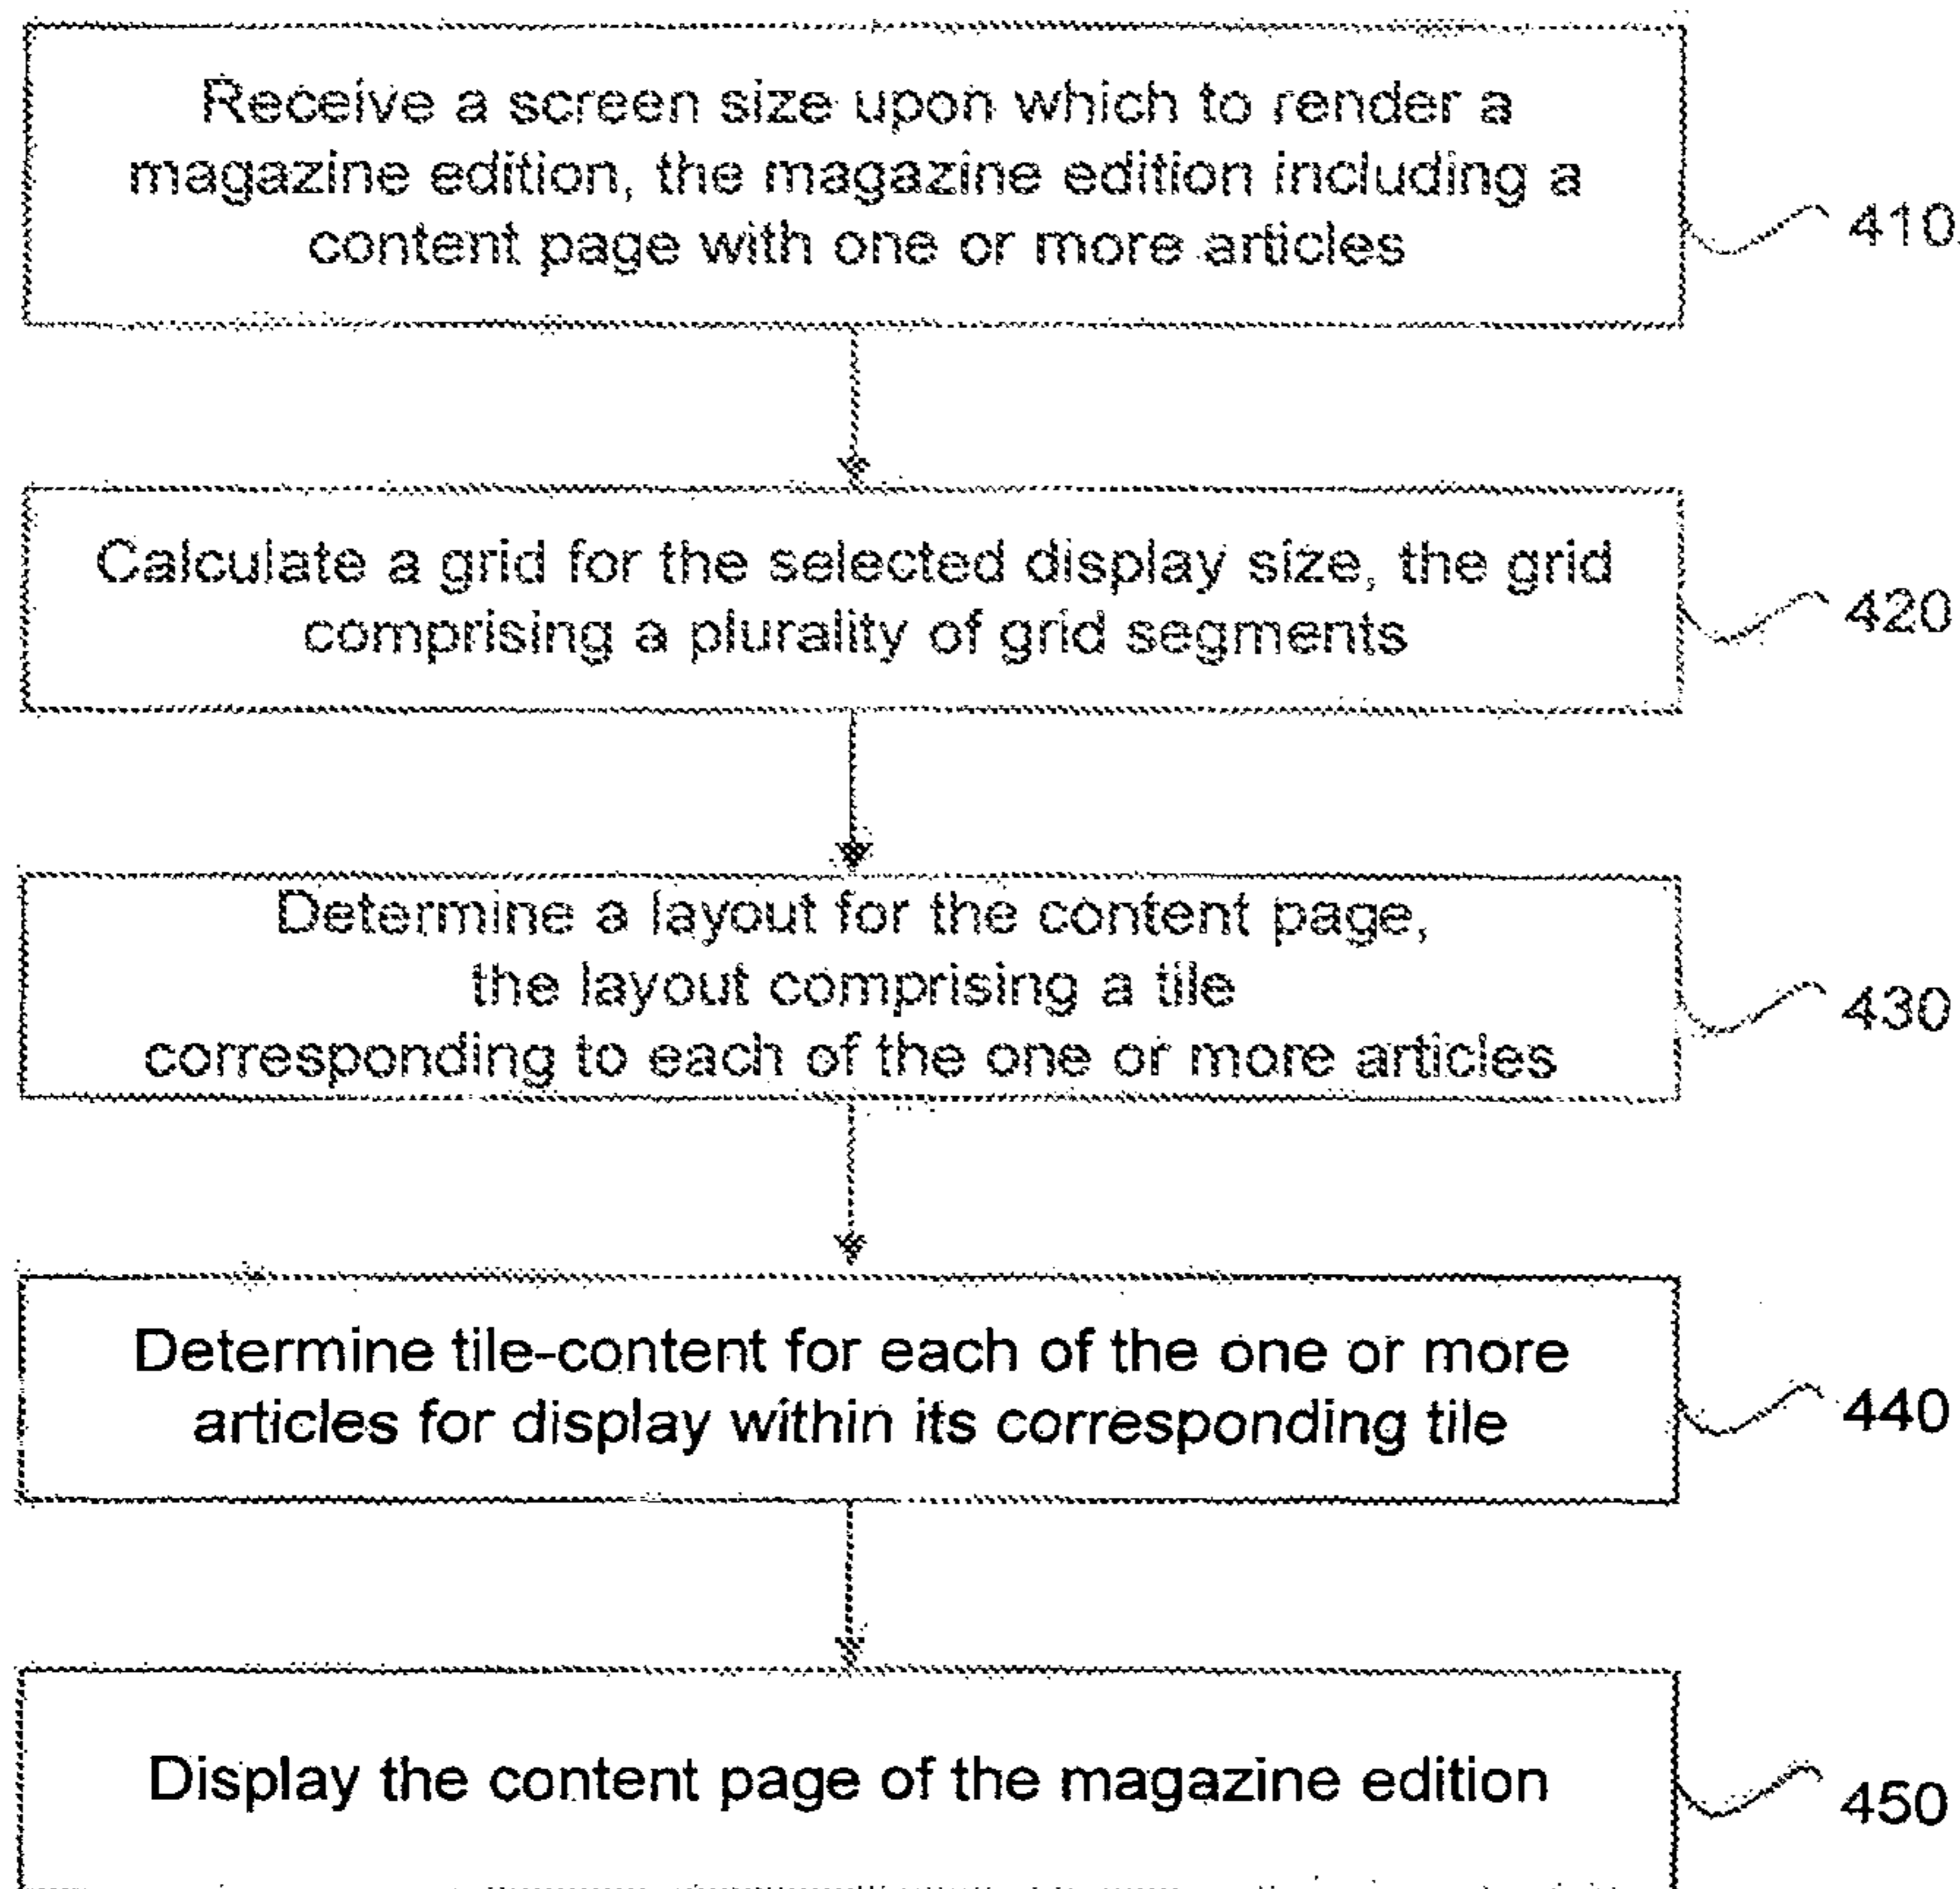 Receive a screen size upon which to render a
magazine edition, the magazine edition including a
content page with one or more articles
410
Calculate a grid for the selected display size, the grid
comprising a plurality of grid segments
420
Determine a layout for the content page,
the layout comprising a tile
corresponding to each of the one or more articles
430
Determine tile-content for each of the one or more
articles for display within its corresponding tile
440
Display the content page of the magazine edition
450